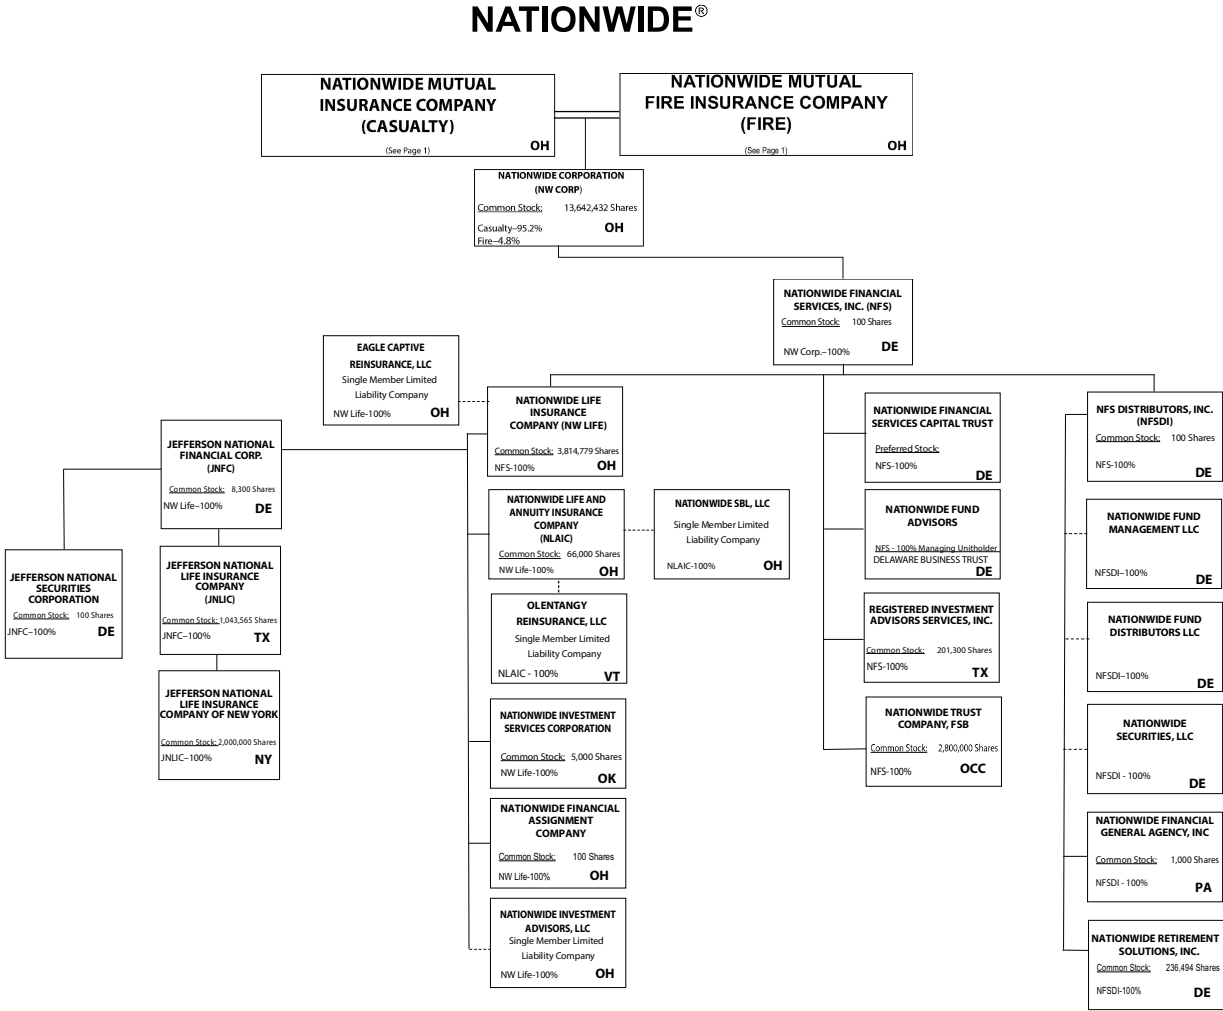 NATIONWIDE®
NATIONWIDE MUTUAL
INSURANCE COMPANY
(CASUALTY)
(See Page 1)
OH
NATIONWIDE MUTUAL
FIRE INSURANCE COMPANY
(FIRE)
(See Page 1)
OH
NATIONWIDE CORPORATION
(NW CORP)
Common Stock: 13,642,432 Shares
Casualty–95.2% OH
Fire–4.8%
NATIONWIDE FINANCIAL
SERVICES, INC. (NFS)
Common Stock: 100 Shares
NW Corp.–100% DE
EAGLE CAPTIVE
REINSURANCE, LLC
Single Member Limited
Liability Company
NW Life-100% OH
JEFFERSON NATIONAL
FINANCIAL CORP.
(JNFC)
Common Stock: 8,300 Shares
NW Life–100% DE
JEFFERSON NATIONAL
SECURITIES
CORPORATION
Common Stock: 100 Shares
JNFC–100% DE
JEFFERSON NATIONAL
LIFE INSURANCE
COMPANY
(JNLIC)
Common Stock: 1,043,565 Shares
JNFC–100% TX
JEFFERSON NATIONAL
LIFE INSURANCE
COMPANY OF NEW YORK
Common Stock: 2,000,000 Shares
JNLIC–100% NY
NATIONWIDE LIFE
INSURANCE
COMPANY (NW LIFE)
Common Stock: 3,814,779 Shares
NFS-100% OH
NATIONWIDE LIFE AND
ANNUITY INSURANCE
COMPANY
(NLAIC)
Common Stock: 66,000 Shares
NW Life-100% OH
NATIONWIDE SBL, LLC
Single Member Limited
Liability Company
NLAIC-100% OH
OLENTANGY
REINSURANCE, LLC
Single Member Limited
Liability Company
NLAIC - 100% VT
NATIONWIDE INVESTMENT
SERVICES CORPORATION
Common Stock: 5,000 Shares
NW Life-100% OK
NATIONWIDE FINANCIAL
ASSIGNMENT
COMPANY
Common Stock: 100 Shares
NW Life-100% OH
NATIONWIDE INVESTMENT
ADVISORS, LLC
Single Member Limited
Liability Company
NW Life-100% OH
NATIONWIDE FINANCIAL
SERVICES CAPITAL TRUST
Preferred Stock:
NFS-100% DE
NATIONWIDE FUND
ADVISORS
NFS - 100% Managing Unitholder
DELAWARE BUSINESS TRUST
DE
REGISTERED INVESTMENT
ADVISORS SERVICES, INC.
Common Stock: 201,300 Shares
NFS-100% TX
NATIONWIDE TRUST
COMPANY, FSB
Common Stock: 2,800,000 Shares
NFS-100% OCC
NFS DISTRIBUTORS, INC.
(NFSDI)
Common Stock: 100 Shares
NFS-100% DE
NATIONWIDE FUND
MANAGEMENT LLC
NFSDI–100% DE
NATIONWIDE FUND
DISTRIBUTORS LLC
NFSDI–100% DE
NATIONWIDE
SECURITIES, LLC
NFSDI - 100% DE
NATIONWIDE FINANCIAL
GENERAL AGENCY, INC
Common Stock: 1,000 Shares
NFSDI - 100% PA
NATIONWIDE RETIREMENT
SOLUTIONS, INC.
Common Stock: 236,494 Shares
NFSDI-100% DE